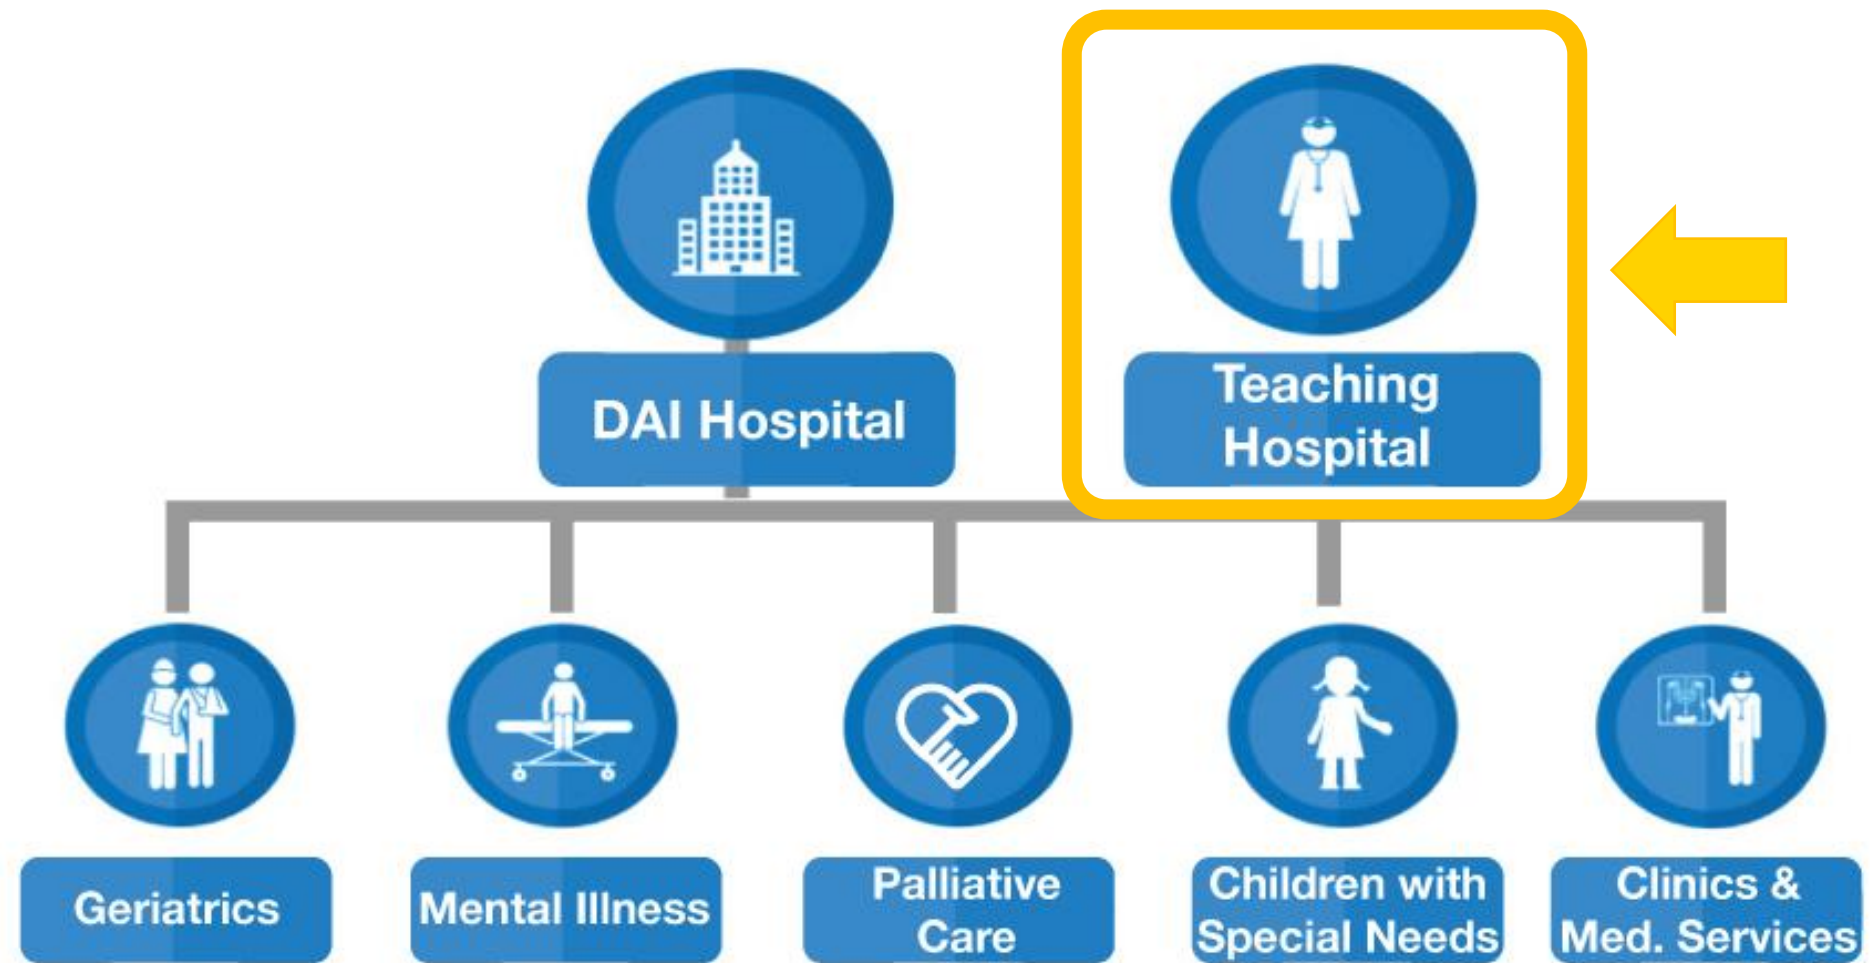 DAI Hospital
Teaching
Hospital
Geriatrics
Mental Illness
Palliative
Care
Children with
Special Needs
Clinics &
Med. Services